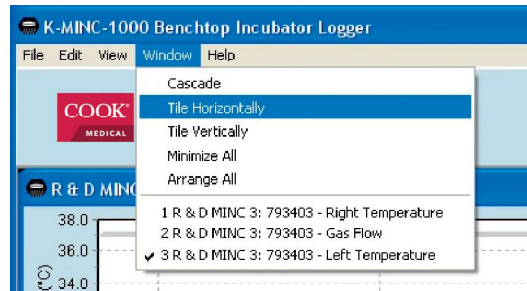 K-MINC-1000 Benchtop Incubator Logger
File Edit View Window Help
Cascade
COOK®
MEDICAL
Tile Horizontally
Tile Vertically
Minimize All
Arrange All
R & D MINC
1 R & D MINC 3: 793403 - Right Temperature
2 R & D MINC 3: 793403 - Gas Flow
✓ 3 R & D MINC 3: 793403 - Left Temperature
38.0
36.0
34.0